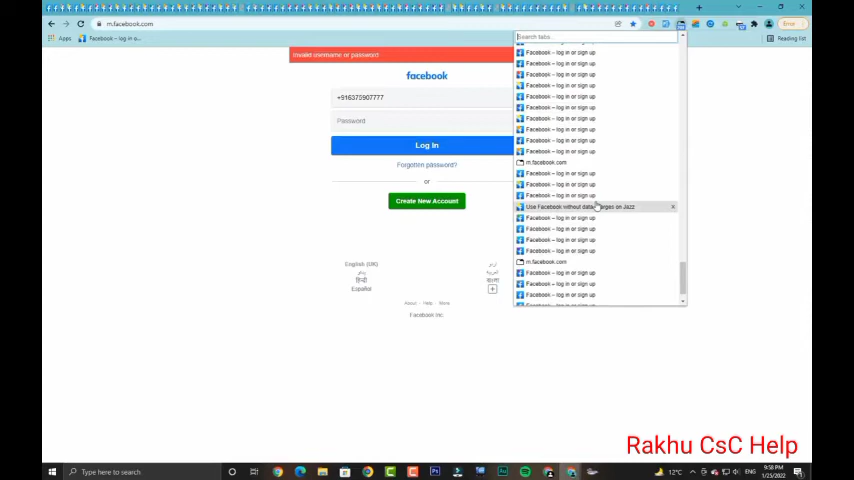 m.facebook.com
Error
Apps
Facebook – log in o...
Reading list
Search tabs...
Invalid username or password
facebook
+916375907777
Password
Log In
Forgotten password?
or
Create New Account
English (UK)
اردو
پښتو
العربية
हिन्दी
বাংলা
Español
About · Help · More
Facebook Inc.
Facebook – log in or sign up
Facebook – log in or sign up
Facebook – log in or sign up
Facebook – log in or sign up
Facebook – log in or sign up
Facebook – log in or sign up
Facebook – log in or sign up
Facebook – log in or sign up
Facebook – log in or sign up
Facebook – log in or sign up
m.facebook.com
Facebook – log in or sign up
Facebook – log in or sign up
Facebook – log in or sign up
Use Facebook without data charges on Jazz
Facebook – log in or sign up
Facebook – log in or sign up
Facebook – log in or sign up
Facebook – log in or sign up
m.facebook.com
Facebook – log in or sign up
Facebook – log in or sign up
Facebook – log in or sign up
Rakhu CsC Help
Type here to search
12°C
ENG
9:58 PM
1/25/2022